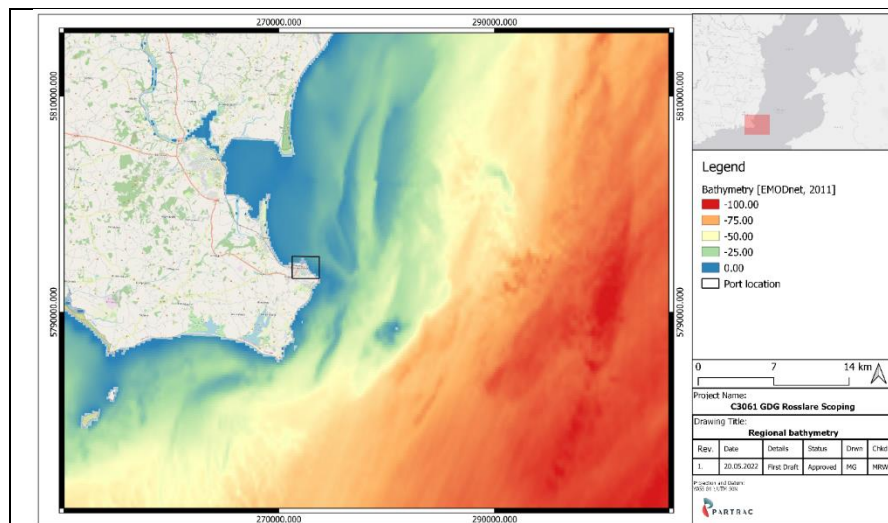 270000.000
290000.000
5810000.000
5810000.000
5790000.000
5790000.000
270000.000
290000.000
Legend
Bathymetry [EMODnet, 2011]
-100.00
-75.00
-50.00
-25.00
0.00
Port location
0 7 14 km
Project Name:
C3061 GDG Rosslare Scoping
Drawing Title:
Regional bathymetry
Rev. Date Details Status Drwn Chkd
1. 20.05.2022 First Draft Approved MG MRW
Projection and Datum:
PARTRAC